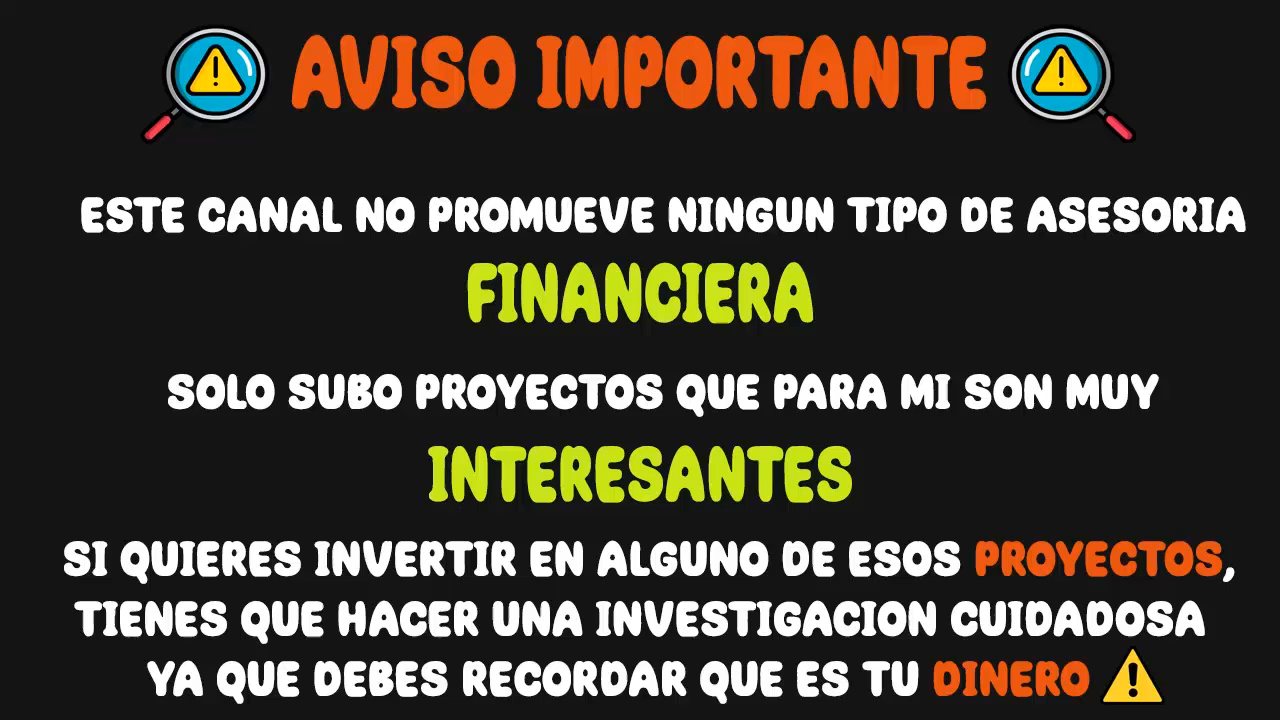 AVISO IMPORTANTE
ESTE CANAL NO PROMUEVE NINGUN TIPO DE ASESORIA
FINANCIERA
SOLO SUBO PROYECTOS QUE PARA MI SON MUY
INTERESANTES
SI QUIERES INVERTIR EN ALGUNO DE ESOS PROYECTOS,
TIENES QUE HACER UNA INVESTIGACION CUIDADOSA
YA QUE DEBES RECORDAR QUE ES TU DINERO